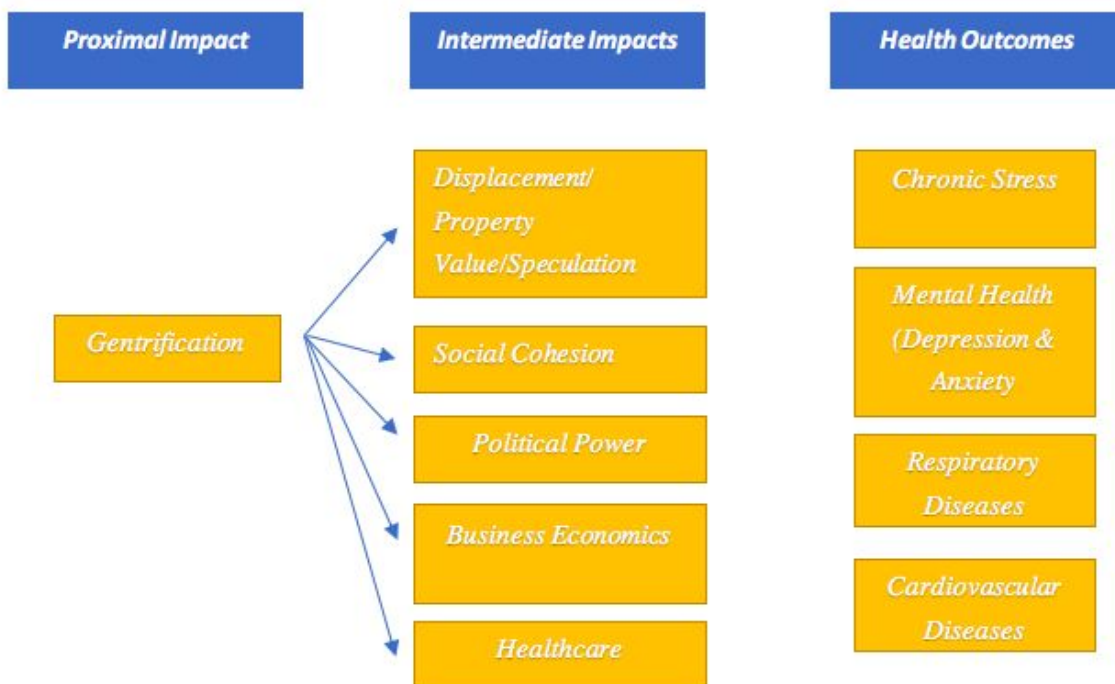 Proximal Impact
Intermediate Impacts
Health Outcomes
Gentrification
Displacement/
Property
Value/Speculation
Social Cohesion
Political Power
Business Economics
Healthcare
Chronic Stress
Mental Health
(Depression &
Anxiety
Respiratory
Diseases
Cardiovascular
Diseases